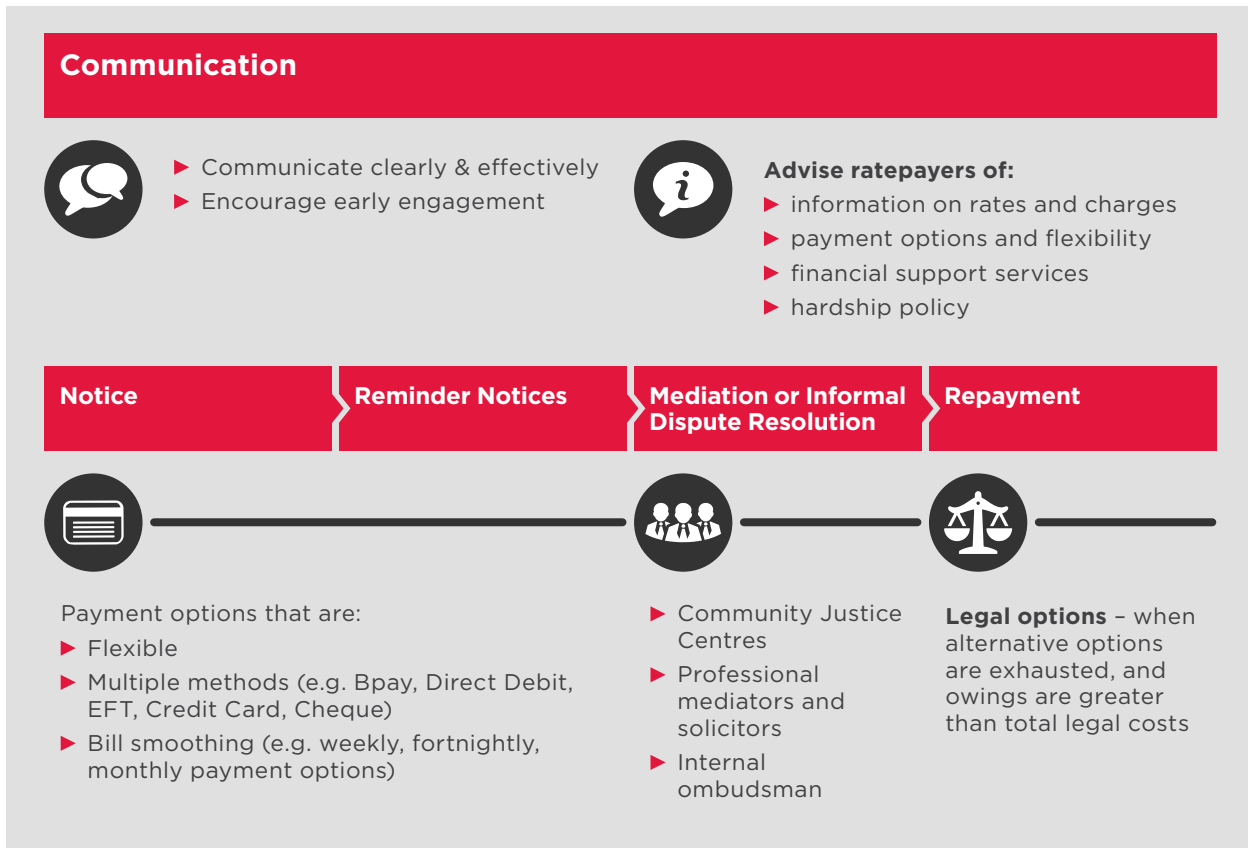 Communication
Communicate clearly & effectively
Encourage early engagement
Advise ratepayers of:
information on rates and charges
payment options and flexibility
financial support services
hardship policy
Notice
Reminder Notices
Mediation or Informal
Dispute Resolution
Repayment
Payment options that are:
Flexible
Multiple methods (e.g. Bpay, Direct Debit,
EFT, Credit Card, Cheque)
Bill smoothing (e.g. weekly, fortnightly,
monthly payment options)
Community Justice
Centres
Professional
mediators and
solicitors
Internal
ombudsman
Legal options – when
alternative options
are exhausted, and
owings are greater
than total legal costs